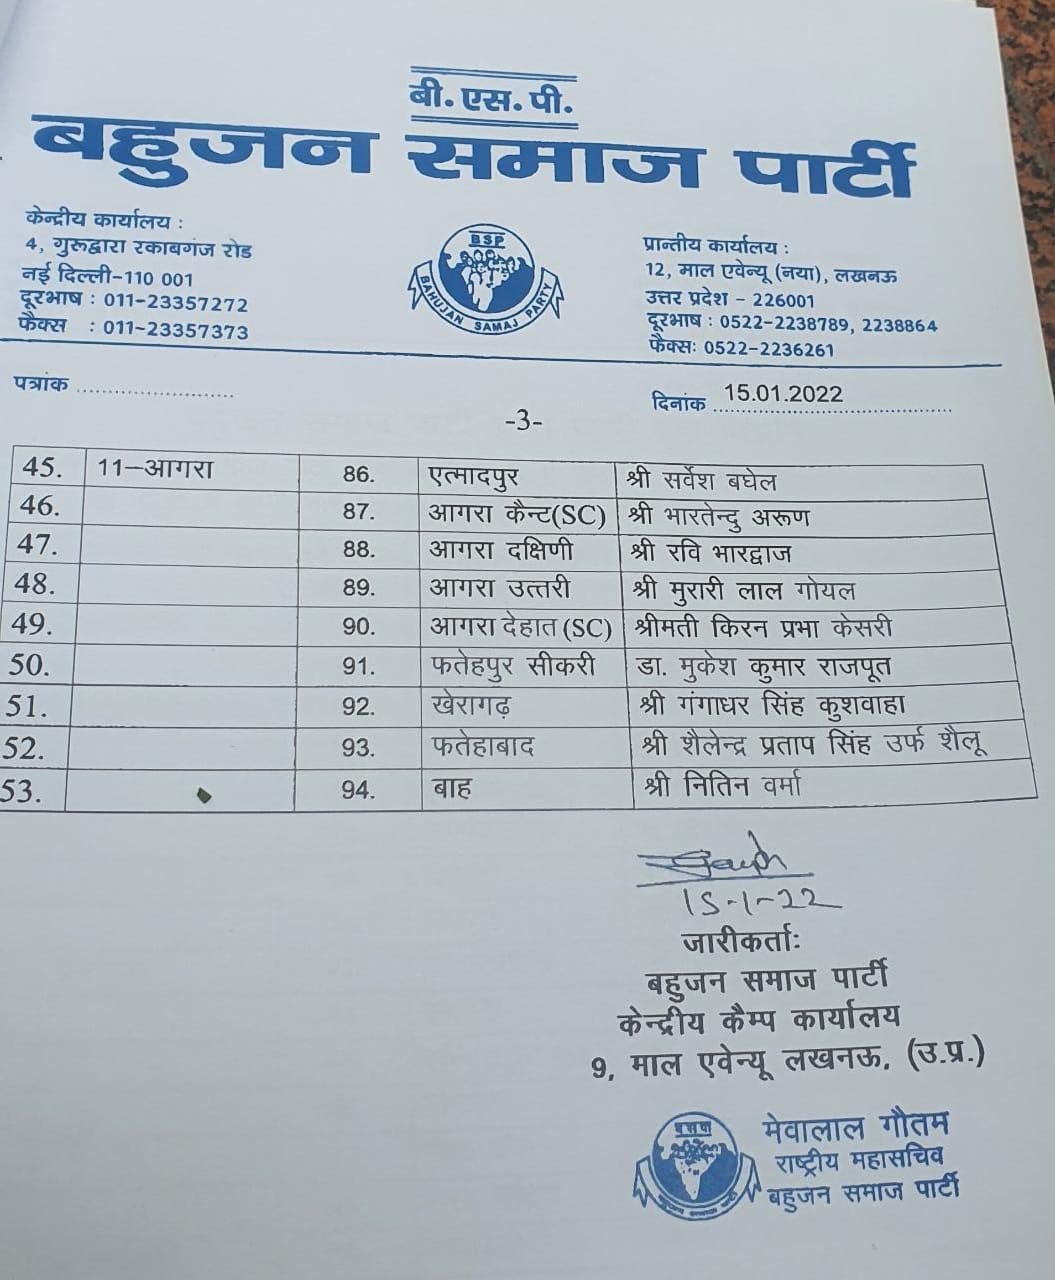 बी. एस. पी.
बहुजन समाज पार्टी
केन्द्रीय कार्यालय :
4, गुरूद्वारा रकाबगंज रोड
नई दिल्ली-110 001
दूरभाष : 011-23357272
फैक्स : 011-23357373
BSP
BAHUJAN SAMAJ PARTY
प्रान्तीय कार्यालय :
12, माल एवेन्यू (नया), लखनऊ
उत्तर प्रदेश - 226001
दूरभाष : 0522-2238789, 2238864
फैक्सः 0522-2236261
पत्रांक ........................
दिनांक 15.01.2022
-3-
45. 11–आगरा 86. एत्मादपुर श्री सर्वेश बघेल
46. 87. आगरा कैन्ट(SC) श्री भारतेन्दु अरूण
47. 88. आगरा दक्षिणी श्री रवि भारद्वाज
48. 89. आगरा उत्तरी श्री मुरारी लाल गोयल
49. 90. आगरा देहात (SC) श्रीमती किरन प्रभा केसरी
50. 91. फतेहपुर सीकरी डा. मुकेश कुमार राजपूत
51. 92. खेरागढ़ श्री गंगाधर सिंह कुशवाहा
52. 93. फतेहाबाद श्री शैलेन्द्र प्रताप सिंह उर्फ शैलू
53. 94. बाह श्री नितिन वर्मा
15-1-22
जारीकर्ताः
बहुजन समाज पार्टी
केन्द्रीय कैम्प कार्यालय
9, माल एवेन्यू लखनऊ, (उ.प्र.)
मेवालाल गौतम
राष्ट्रीय महासचिव
बहुजन समाज पार्टी